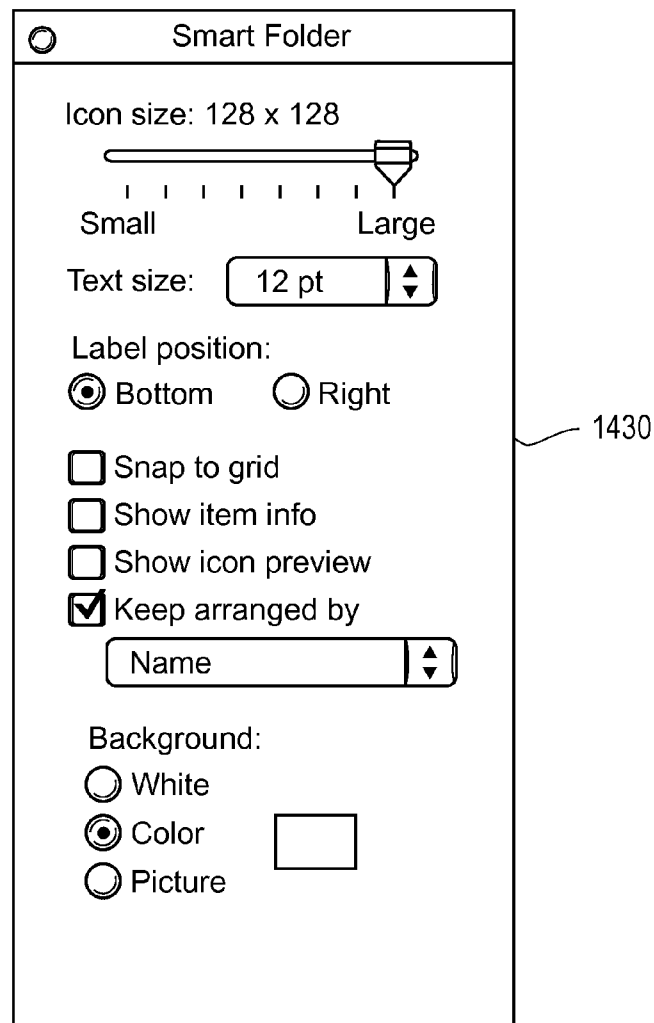 Smart Folder
Icon size: 128 x 128
Small Large
Text size: 12 pt
Label position:
Bottom Right
1430
Snap to grid
Show item info
Show icon preview
Keep arranged by
Name
Background:
White
Color
Picture